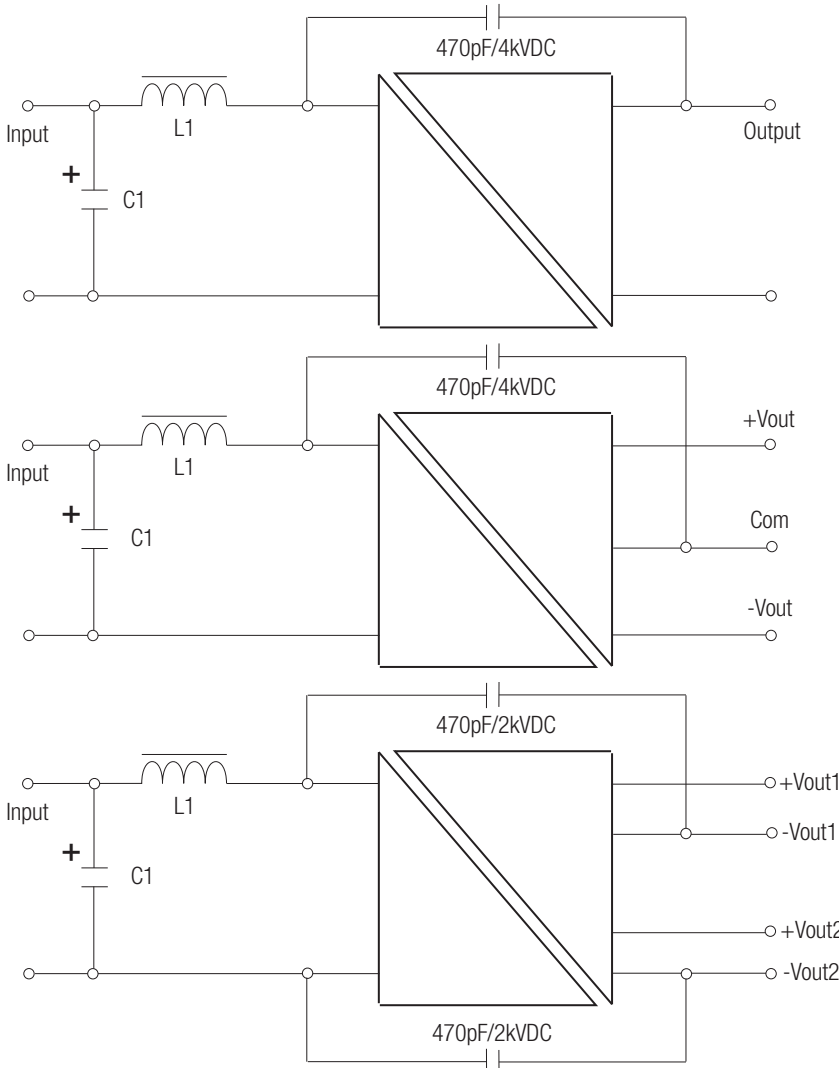 470pF/4kVDC
Input
L1
Output
+
C1
470pF/4kVDC
+Vout
Input
L1
Com
+
C1
-Vout
470pF/2kVDC
+Vout1
Input
L1
-Vout1
+
C1
+Vout2
-Vout2
470pF/2kVDC